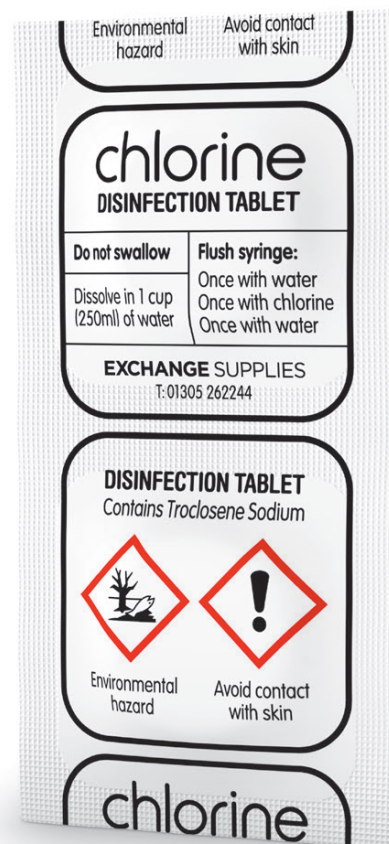 Environmental
hazard
Avoid contact
with skin
chlorine
DISINFECTION TABLET
Do not swallow
Dissolve in 1 cup
(250ml) of water
Flush syringe:
Once with water
Once with chlorine
Once with water
EXCHANGE SUPPLIES
T: 01305 262244
DISINFECTION TABLET
Contains Troclosene Sodium
Environmental
hazard
Avoid contact
with skin
chlorine